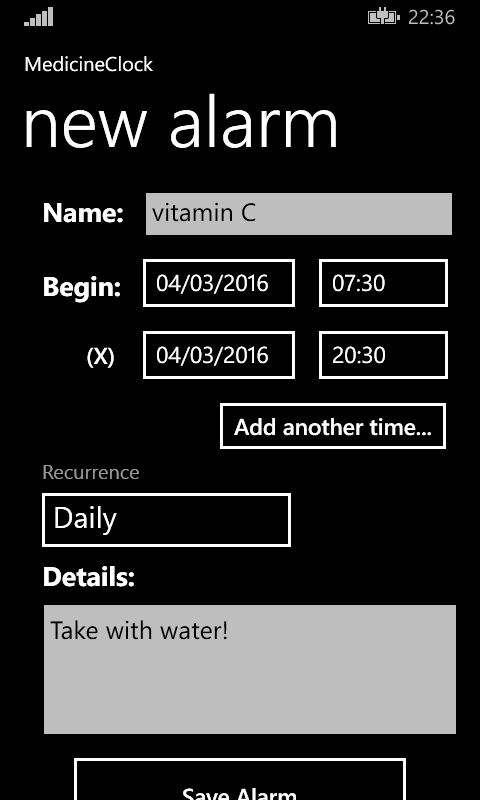 22:36
MedicineClock
new alarm
Name: vitamin C
Begin: 04/03/2016 07:30
(X) 04/03/2016 20:30
Add another time...
Recurrence
Daily
Details:
Take with water!
Save Alarm